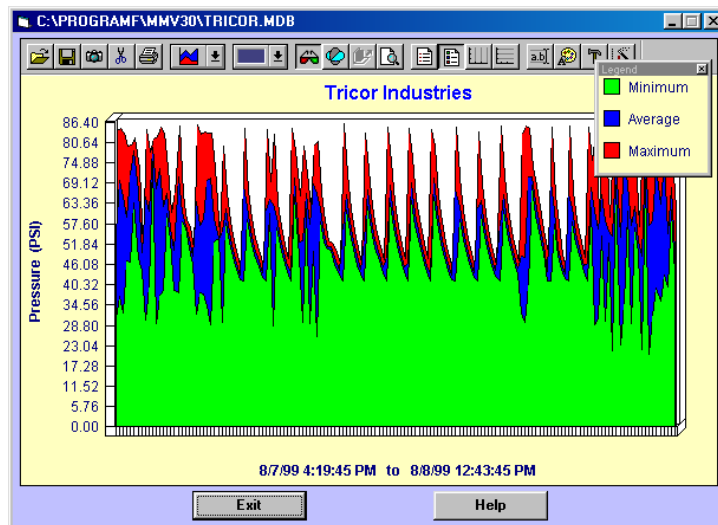 C:\PROGRAMF\MMV30\TRICOR.MDB
a.b
Legend
Minimum
Average
Maximum
Tricor Industries
Pressure (PSI)
86.40
80.64
74.88
69.12
63.36
57.60
51.84
46.08
40.32
34.56
28.80
23.04
17.28
11.52
5.76
0.00
8/7/99 4:19:45 PM to 8/8/99 12:43:45 PM
Exit
Help